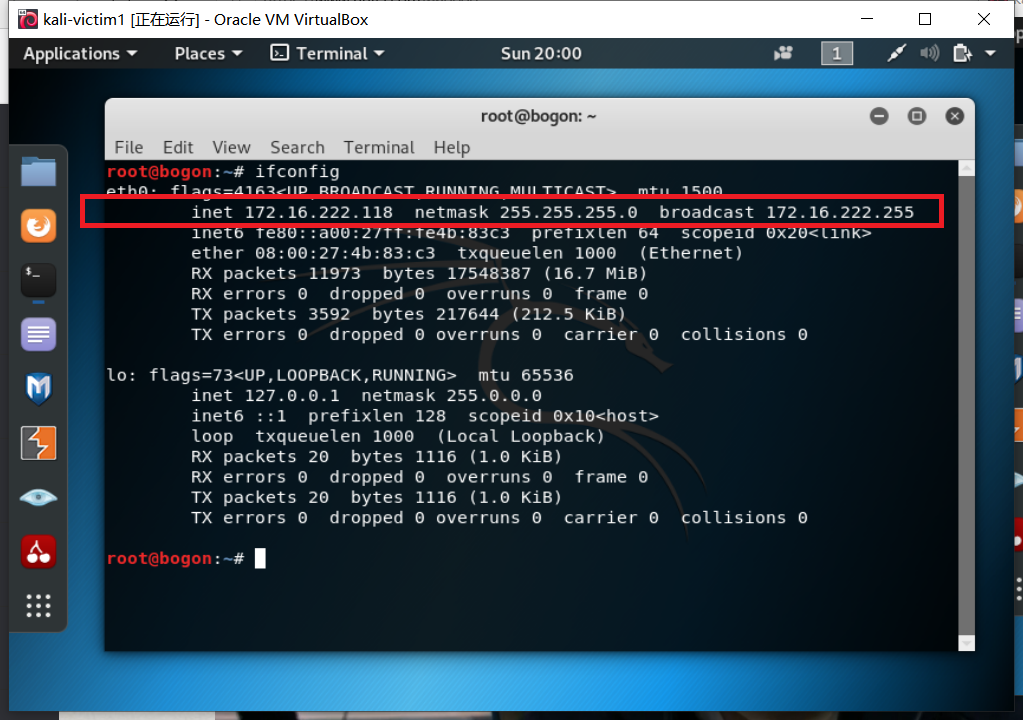 kali-victim1 [正在运行] - Oracle VM VirtualBox
Applications Places Terminal Sun 20:00 1
root@bogon: ~
File Edit View Search Terminal Help
root@bogon:~# ifconfig
eth0: flags=4163<UP,BROADCAST,RUNNING,MULTICAST>  mtu 1500
        inet 172.16.222.118  netmask 255.255.255.0  broadcast 172.16.222.255
        inet6 fe80::a00:27ff:fe4b:83c3  prefixlen 64  scopeid 0x20<link>
        ether 08:00:27:4b:83:c3  txqueuelen 1000  (Ethernet)
        RX packets 11973  bytes 17548387 (16.7 MiB)
        RX errors 0  dropped 0  overruns 0  frame 0
        TX packets 3592  bytes 217644 (212.5 KiB)
        TX errors 0  dropped 0 overruns 0  carrier 0  collisions 0
lo: flags=73<UP,LOOPBACK,RUNNING>  mtu 65536
        inet 127.0.0.1  netmask 255.0.0.0
        inet6 ::1  prefixlen 128  scopeid 0x10<host>
        loop  txqueuelen 1000  (Local Loopback)
        RX packets 20  bytes 1116 (1.0 KiB)
        RX errors 0  dropped 0  overruns 0  frame 0
        TX packets 20  bytes 1116 (1.0 KiB)
        TX errors 0  dropped 0 overruns 0  carrier 0  collisions 0
root@bogon:~#